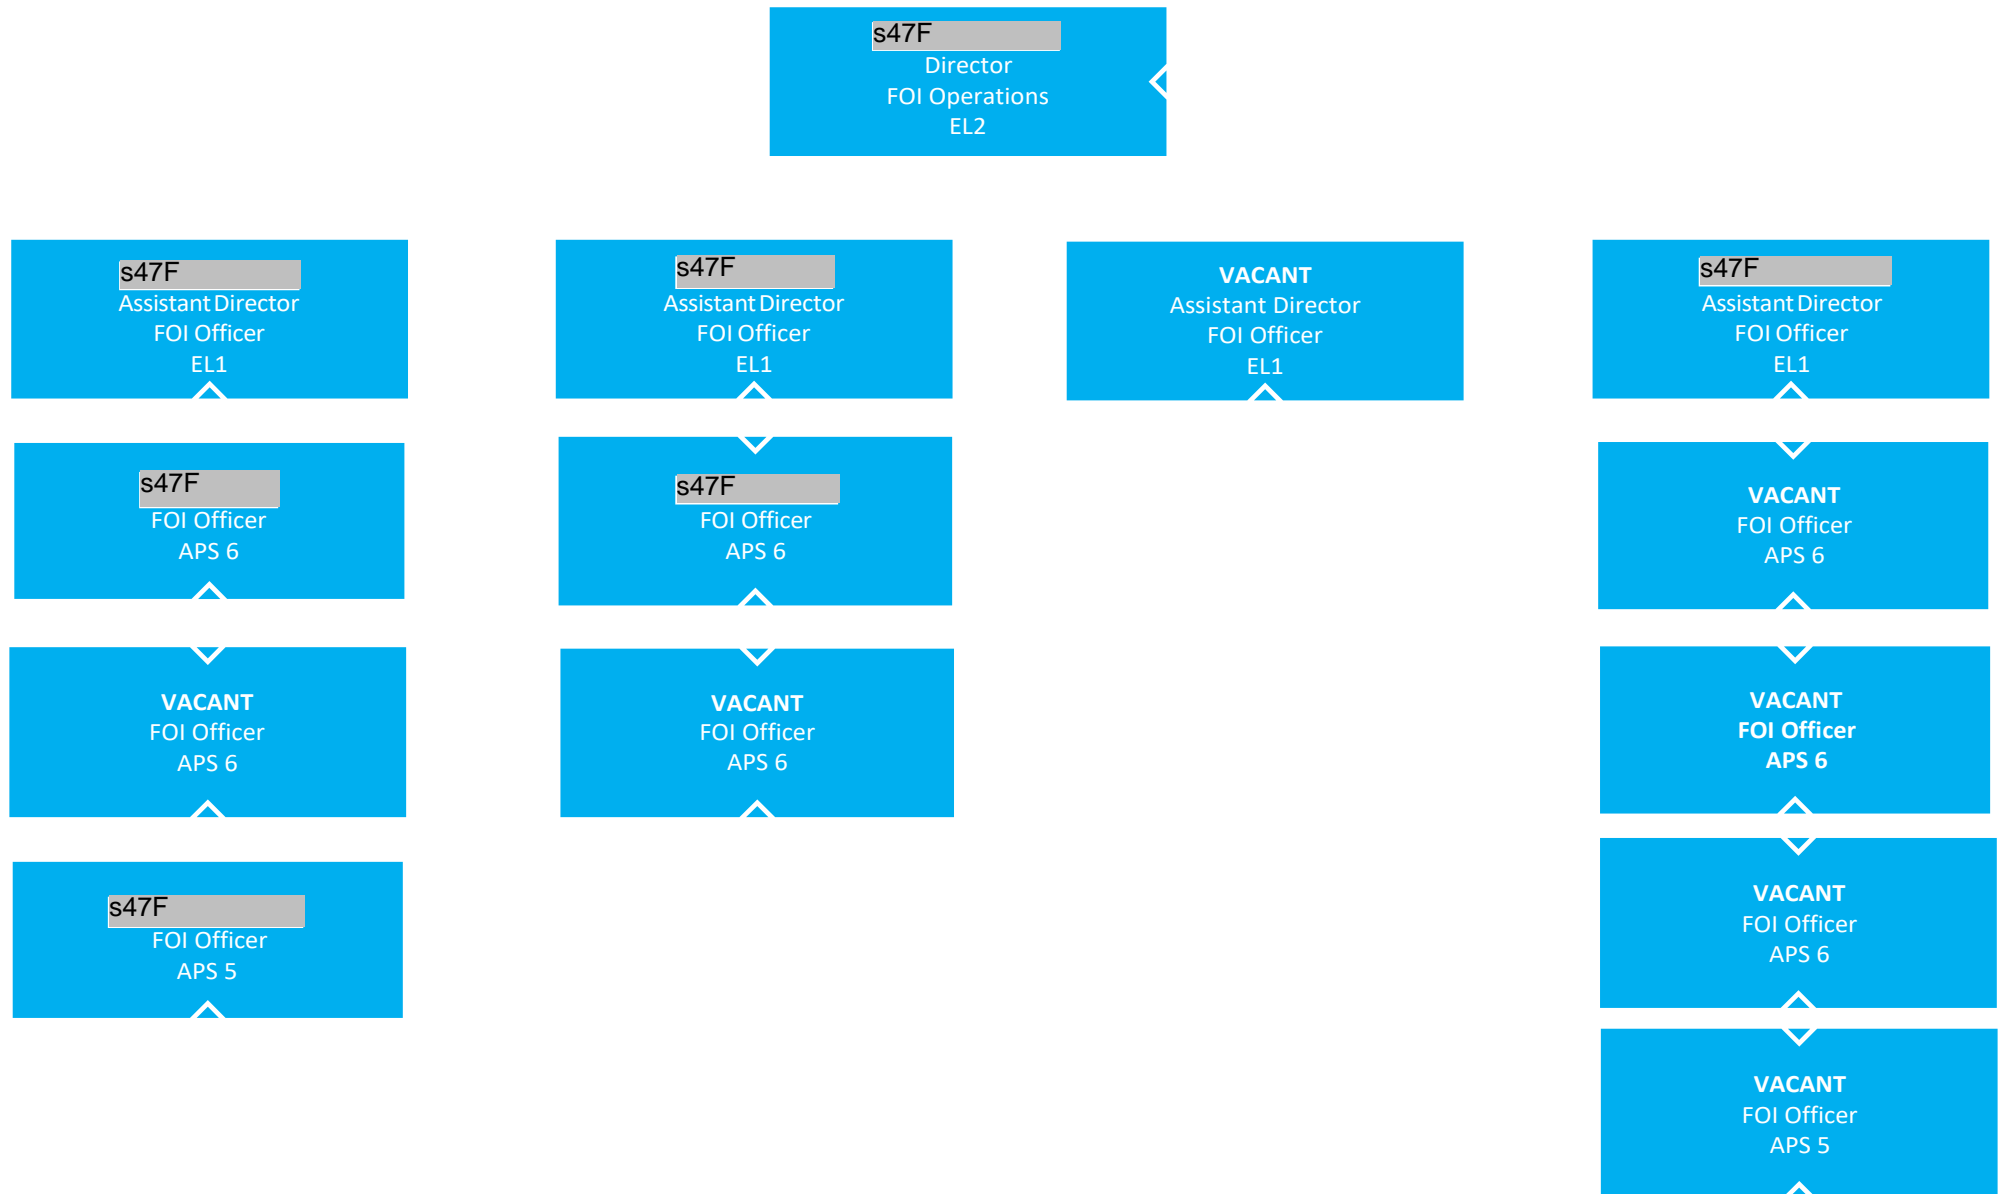 s47F
Director
FOI Operations
EL2
s47F
Assistant Director
FOI Officer
EL1
s47F
FOI Officer
APS 6
VACANT
FOI Officer
APS 6
s47F
FOI Officer
APS 5
s47F
Assistant Director
FOI Officer
EL1
s47F
FOI Officer
APS 6
VACANT
FOI Officer
APS 6
VACANT
Assistant Director
FOI Officer
EL1
s47F
Assistant Director
FOI Officer
EL1
VACANT
FOI Officer
APS 6
VACANT
FOI Officer
APS 6
VACANT
FOI Officer
APS 6
VACANT
FOI Officer
APS 5